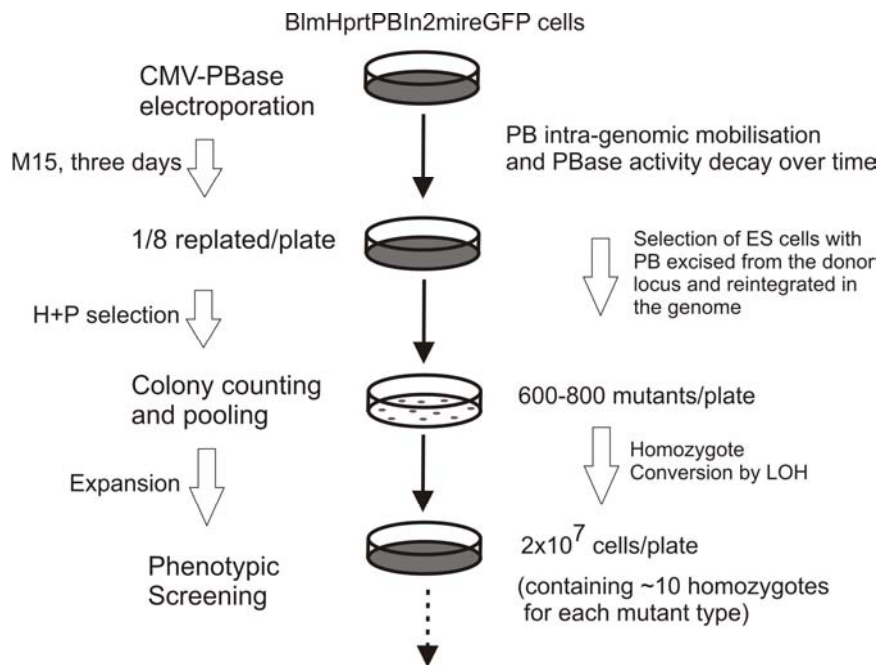 BlmHprtPBIn2mireGFP cells
CMV-PBase
electroporation
M15, three days
PB intra-genomic mobilisation
and PBase activity decay over time
1/8 replated/plate
Selection of ES cells with
PB excised from the donor
locus and reintegrated in
the genome
H+P selection
Colony counting
and pooling
600-800 mutants/plate
Homozygote
Conversion by LOH
Expansion
2x10⁷ cells/plate
Phenotypic
Screening
(containing ~10 homozygotes
for each mutant type)